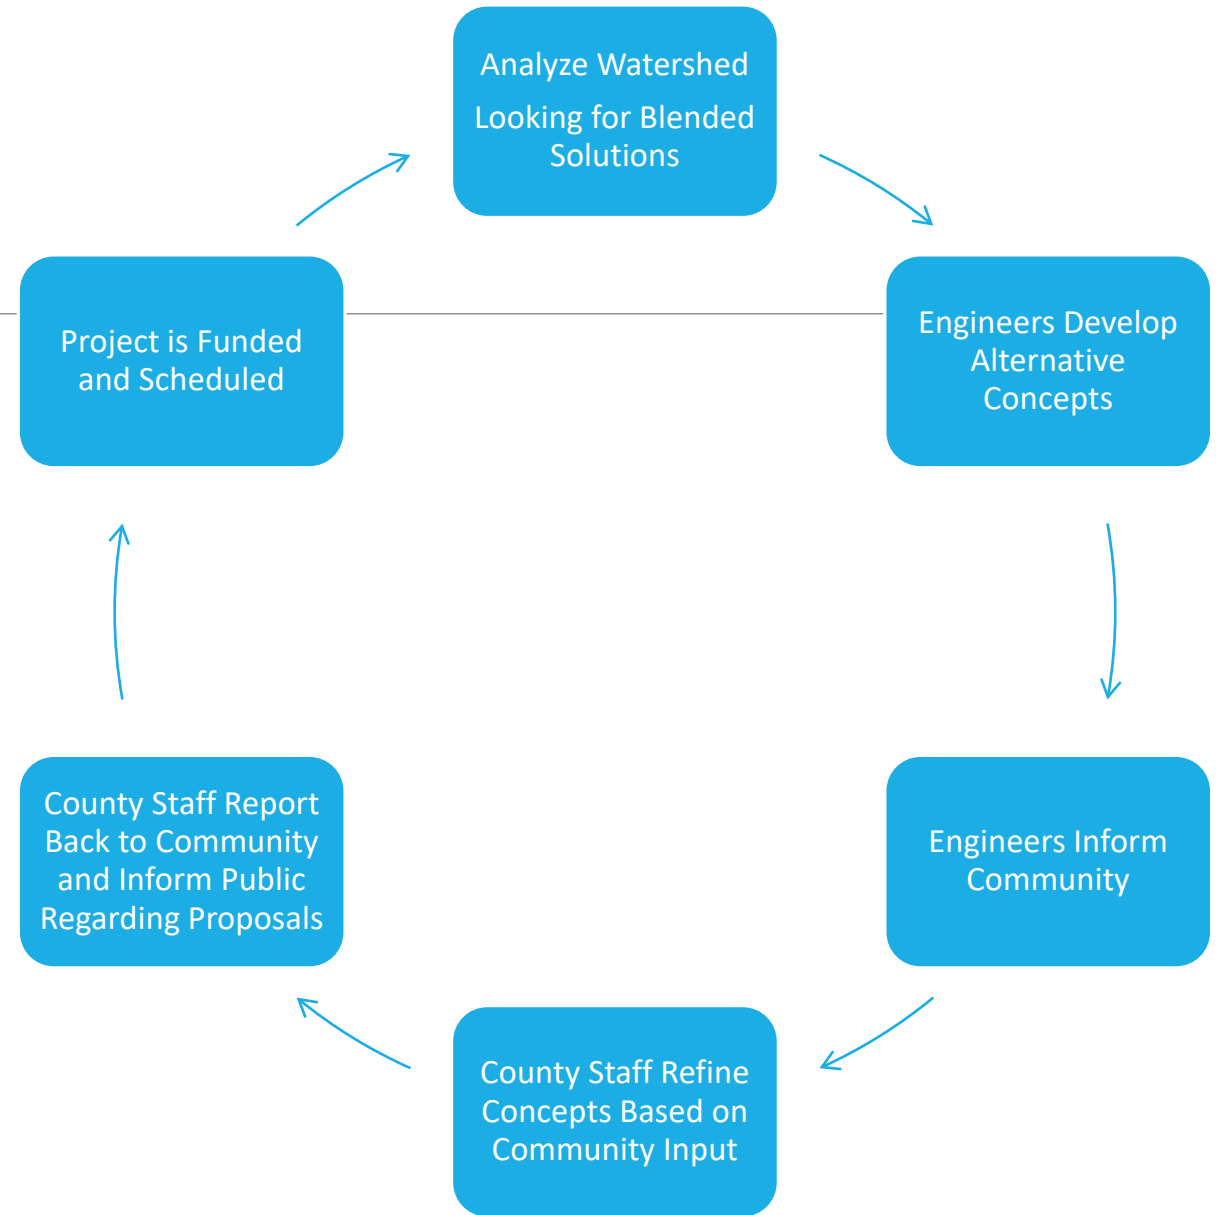 Analyze Watershed
Looking for Blended
Solutions
Engineers Develop
Alternative
Concepts
Engineers Inform
Community
County Staff Refine
Concepts Based on
Community Input
County Staff Report
Back to Community
and Inform Public
Regarding Proposals
Project is Funded
and Scheduled